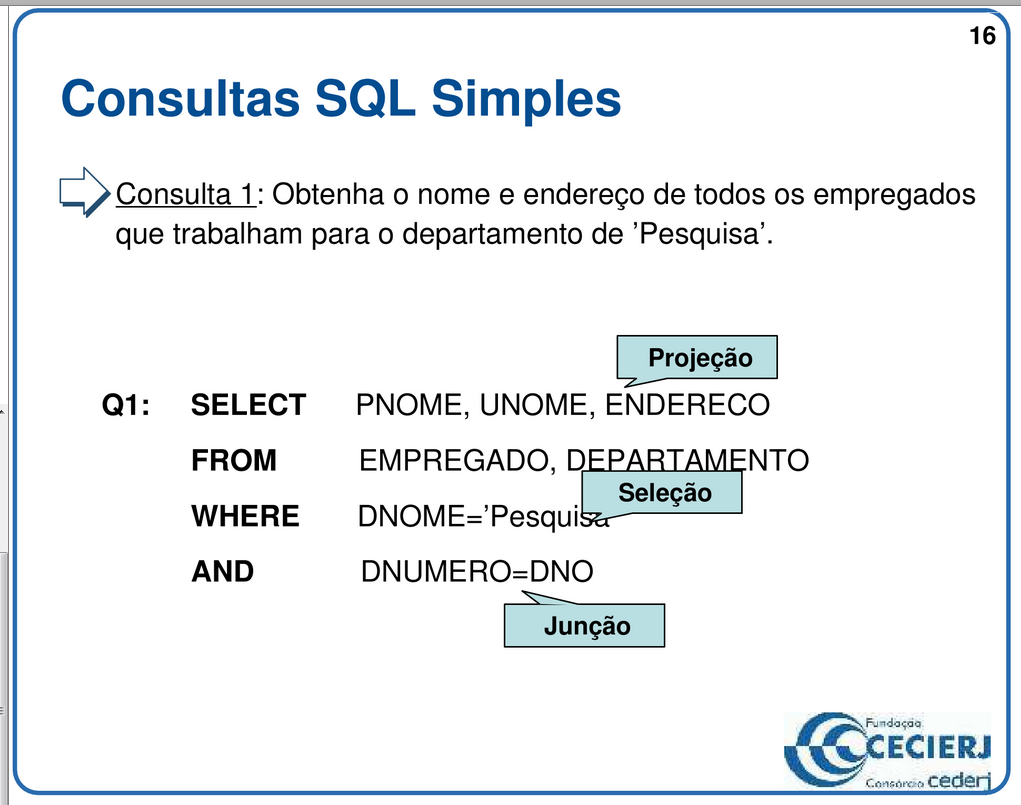 16
Consultas SQL Simples
Consulta 1: Obtenha o nome e endereço de todos os empregados
que trabalham para o departamento de ’Pesquisa’.
Projeção
Q1: SELECT PNOME, UNOME, ENDERECO
FROM EMPREGADO, DEPARTAMENTO
Seleção
WHERE DNOME=’Pesquisa
AND DNUMERO=DNO
Junção
Fundação
CECIERJ
Consórcio cederj